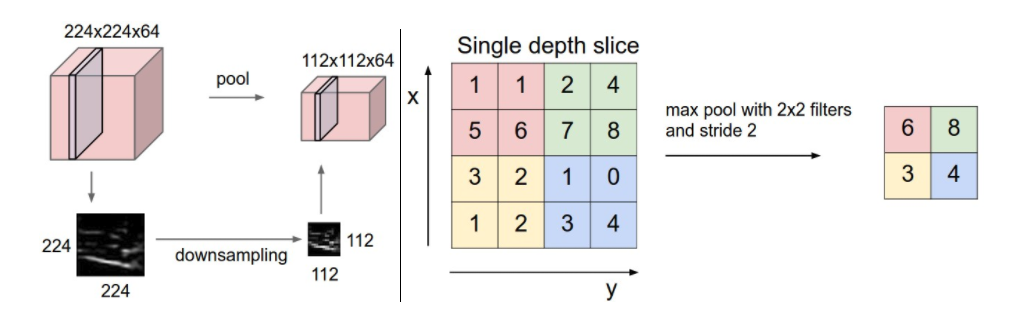 224x224x64
pool
112x112x64
224
224
downsampling
112
112
Single depth slice
x
1 1 2 4
5 6 7 8
3 2 1 0
1 2 3 4
y
max pool with 2x2 filters
and stride 2
6 8
3 4